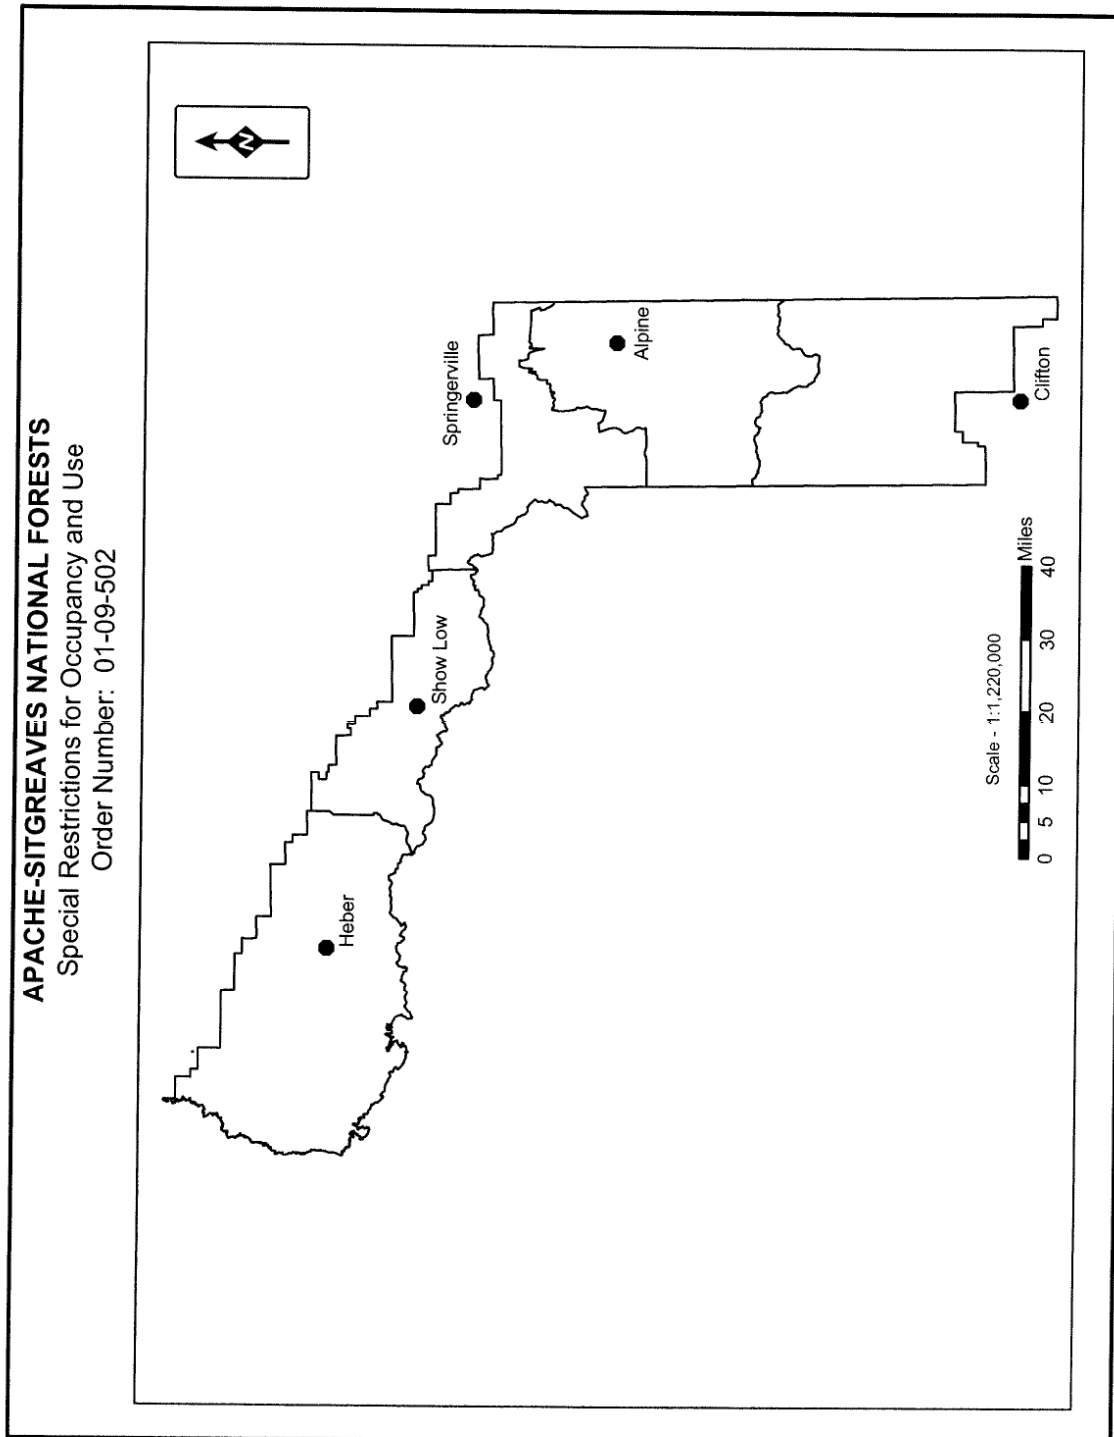 APACHE-SITGREAVES NATIONAL FORESTS
Special Restrictions for Occupancy and Use
Order Number: 01-09-502
N
Springerville
Alpine
Show Low
Heber
Clifton
Scale - 1:1,220,000
0 5 10 20 30 40 Miles